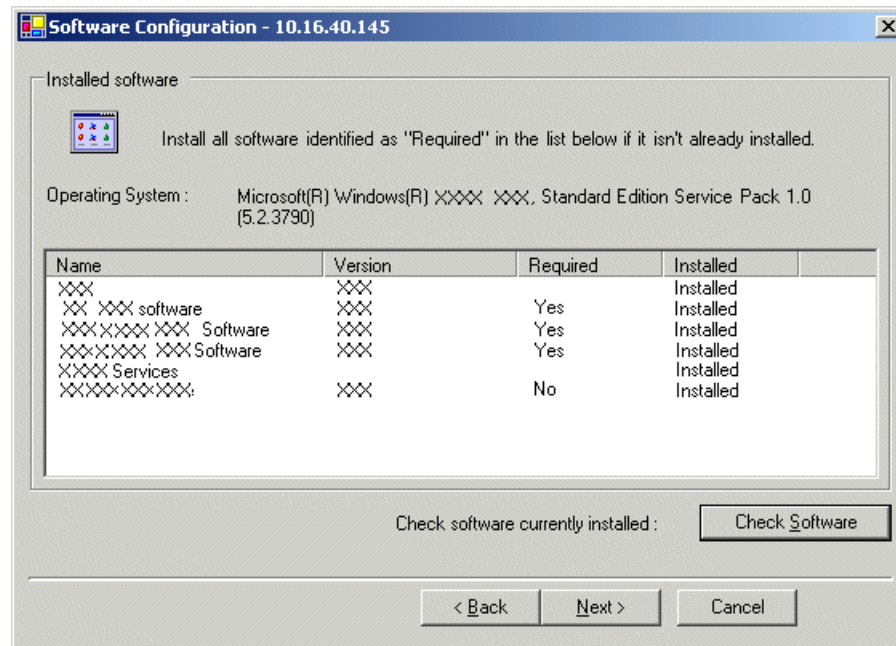 Software Configuration - 10.16.40.145
Installed software
Install all software identified as "Required" in the list below if it isn't already installed.
Operating System : Microsoft(R) Windows(R) XXXX XXX, Standard Edition Service Pack 1.0
(5.2.3790)
Name Version Required Installed
XXX XXX Installed
XX XXX software XXX Yes Installed
XXX XXXX XXX Software XXX Yes Installed
XXXXXXX XXX Software XXX Yes Installed
XXXX Services Installed
XXXXXXXXXXX: XXX No Installed
Check software currently installed : Check Software
< Back Next > Cancel